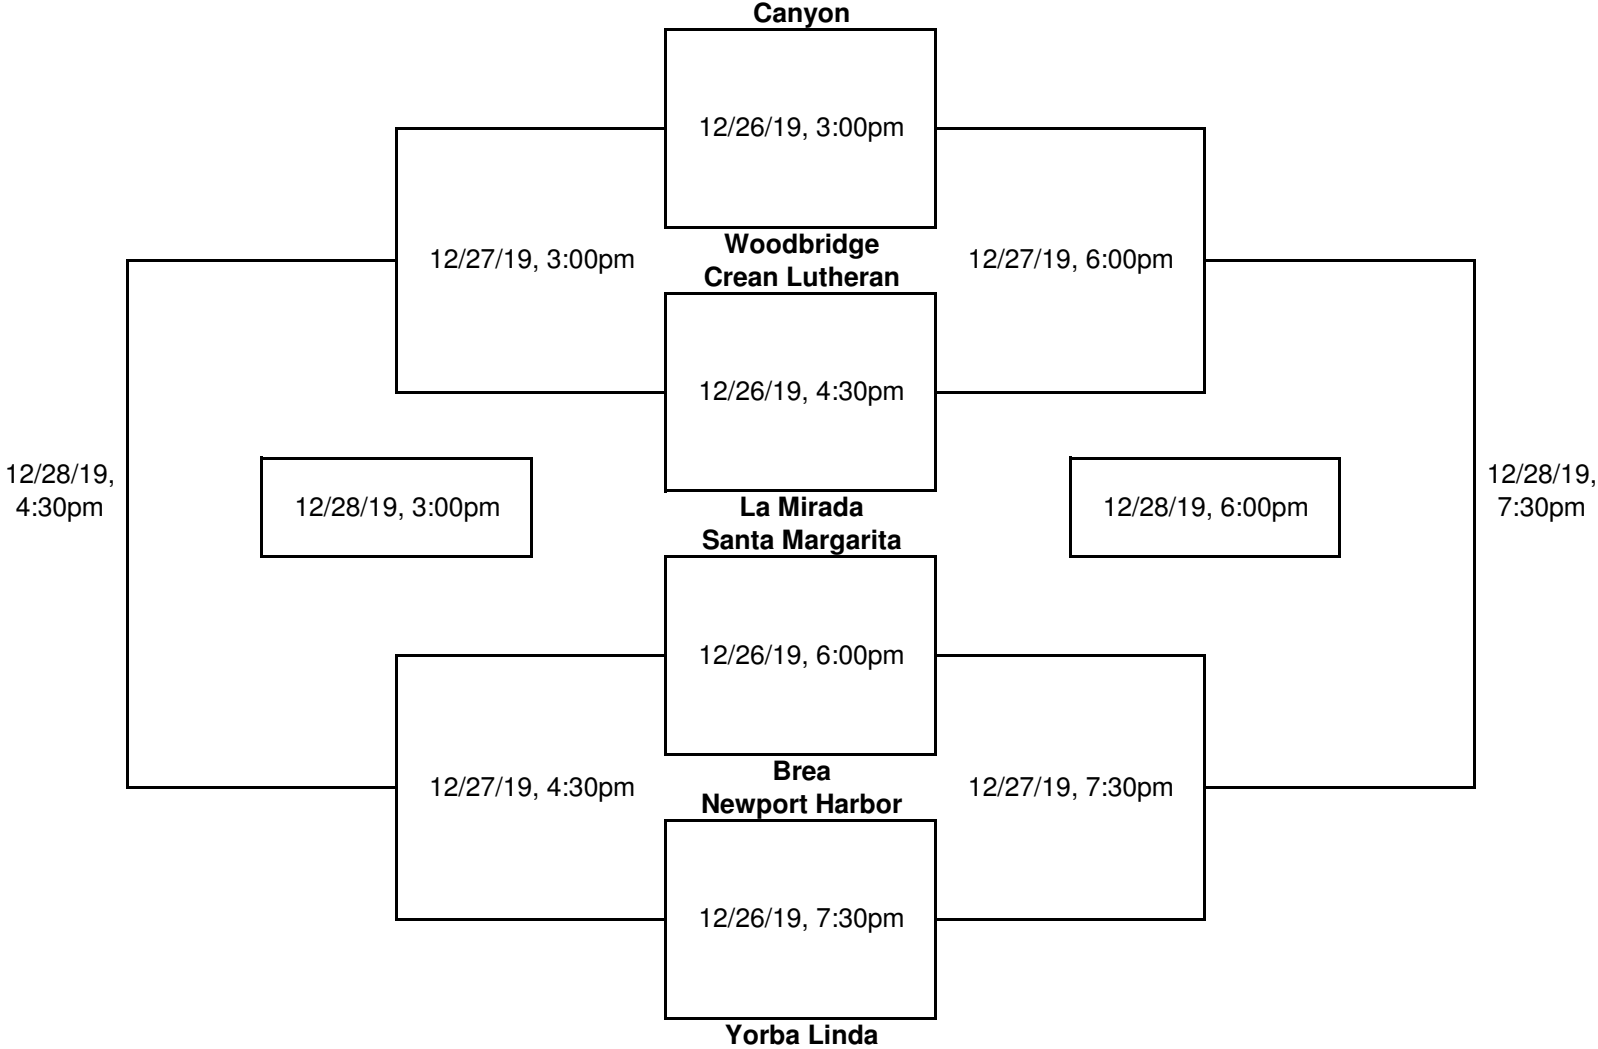 Canyon
12/26/19, 3:00pm
Woodbridge
12/27/19, 3:00pm
12/27/19, 6:00pm
Crean Lutheran
12/26/19, 4:30pm
12/28/19,
4:30pm
12/28/19, 3:00pm
La Mirada
12/28/19, 6:00pm
12/28/19,
7:30pm
Santa Margarita
12/26/19, 6:00pm
Brea
12/27/19, 4:30pm
12/27/19, 7:30pm
Newport Harbor
12/26/19, 7:30pm
Yorba Linda